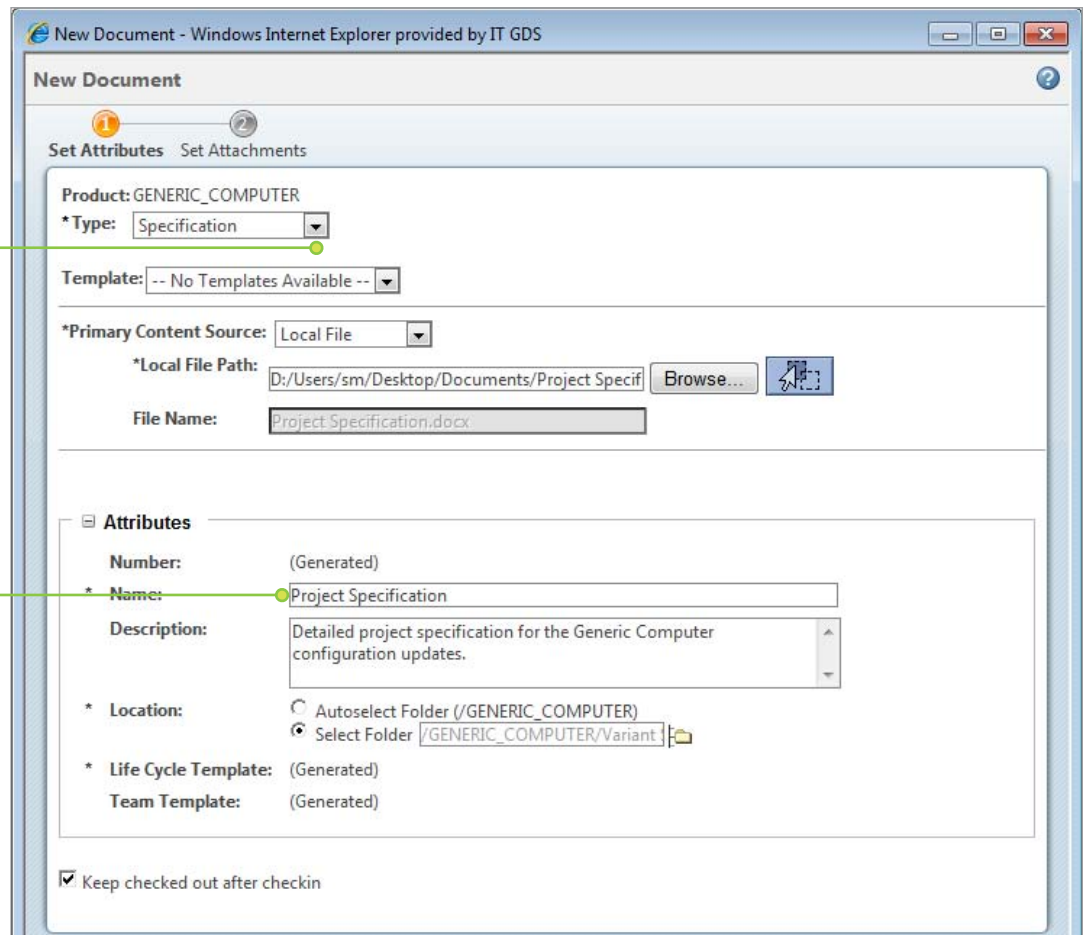 New Document - Windows Internet Explorer provided by IT GDS
New Document
1 2
Set Attributes Set Attachments
Product: GENERIC_COMPUTER
*Type: Specification
Template: -- No Templates Available --
*Primary Content Source: Local File
*Local File Path: D:/Users/sm/Desktop/Documents/Project Specif Browse...
File Name: Project Specification.docx
Attributes
Number: (Generated)
* Name: Project Specification
Description: Detailed project specification for the Generic Computer
configuration updates.
* Location: Autoselect Folder (/GENERIC_COMPUTER)
Select Folder /GENERIC_COMPUTER/Variant
* Life Cycle Template: (Generated)
Team Template: (Generated)
Keep checked out after checkin